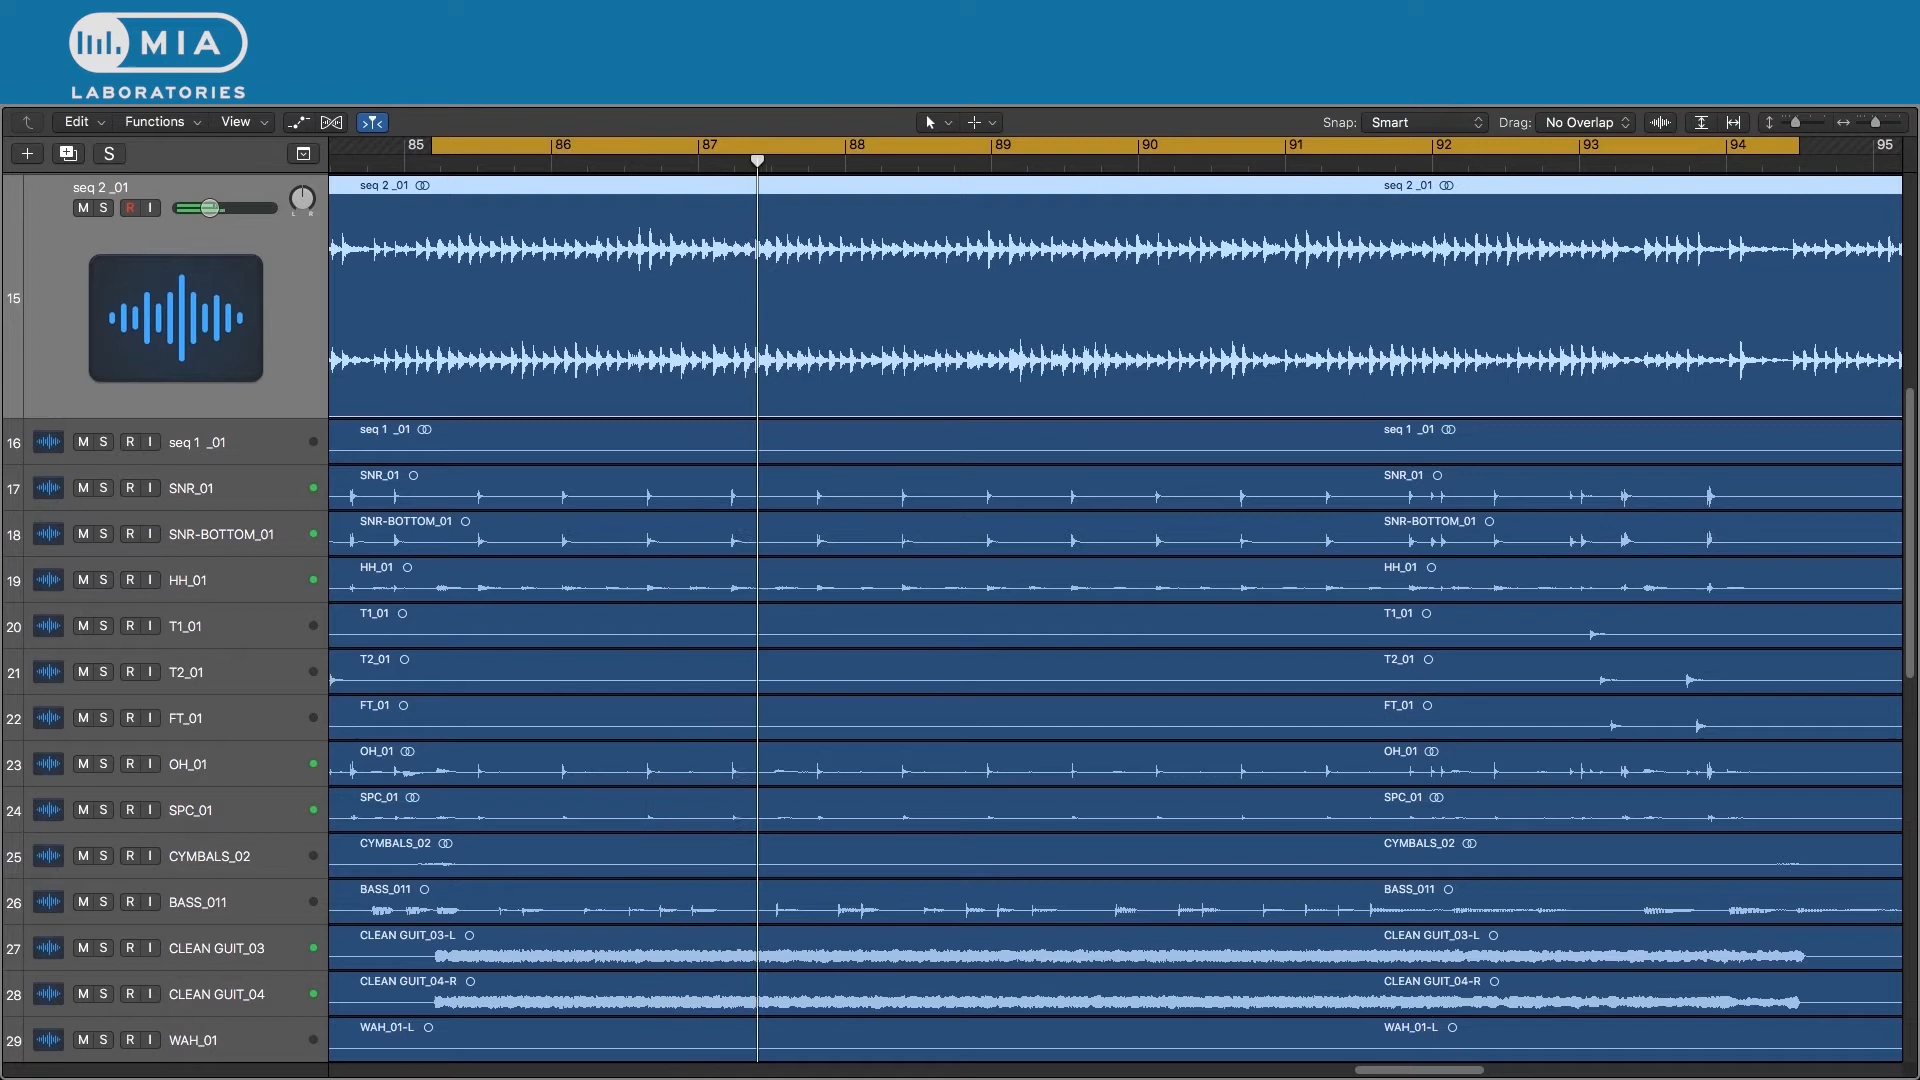 MIA
LABORATORIES
Edit Functions View Snap: Smart Drag: No Overlap
S
85 86 87 88 89 90 91 92 93 94 95
seq 2 _01 seq 2 _01 seq 2 _01
M S R I L R
15
16 M S R I seq 1 _01 seq 1 _01 seq 1 _01
17 M S R I SNR_01 SNR_01 SNR_01
18 M S R I SNR-BOTTOM_01 SNR-BOTTOM_01 SNR-BOTTOM_01
19 M S R I HH_01 HH_01 HH_01
20 M S R I T1_01 T1_01 T1_01
21 M S R I T2_01 T2_01 T2_01
22 M S R I FT_01 FT_01 FT_01
23 M S R I OH_01 OH_01 OH_01
24 M S R I SPC_01 SPC_01 SPC_01
25 M S R I CYMBALS_02 CYMBALS_02 CYMBALS_02
26 M S R I BASS_011 BASS_011 BASS_011
27 M S R I CLEAN GUIT_03 CLEAN GUIT_03-L CLEAN GUIT_03-L
28 M S R I CLEAN GUIT_04 CLEAN GUIT_04-R CLEAN GUIT_04-R
29 M S R I WAH_01 WAH_01-L WAH_01-L